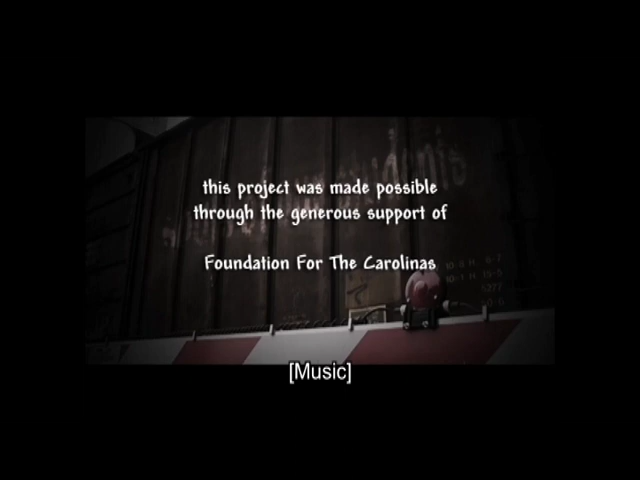 this project was made possible
through the generous support of
Foundation For The Carolinas
[Music]